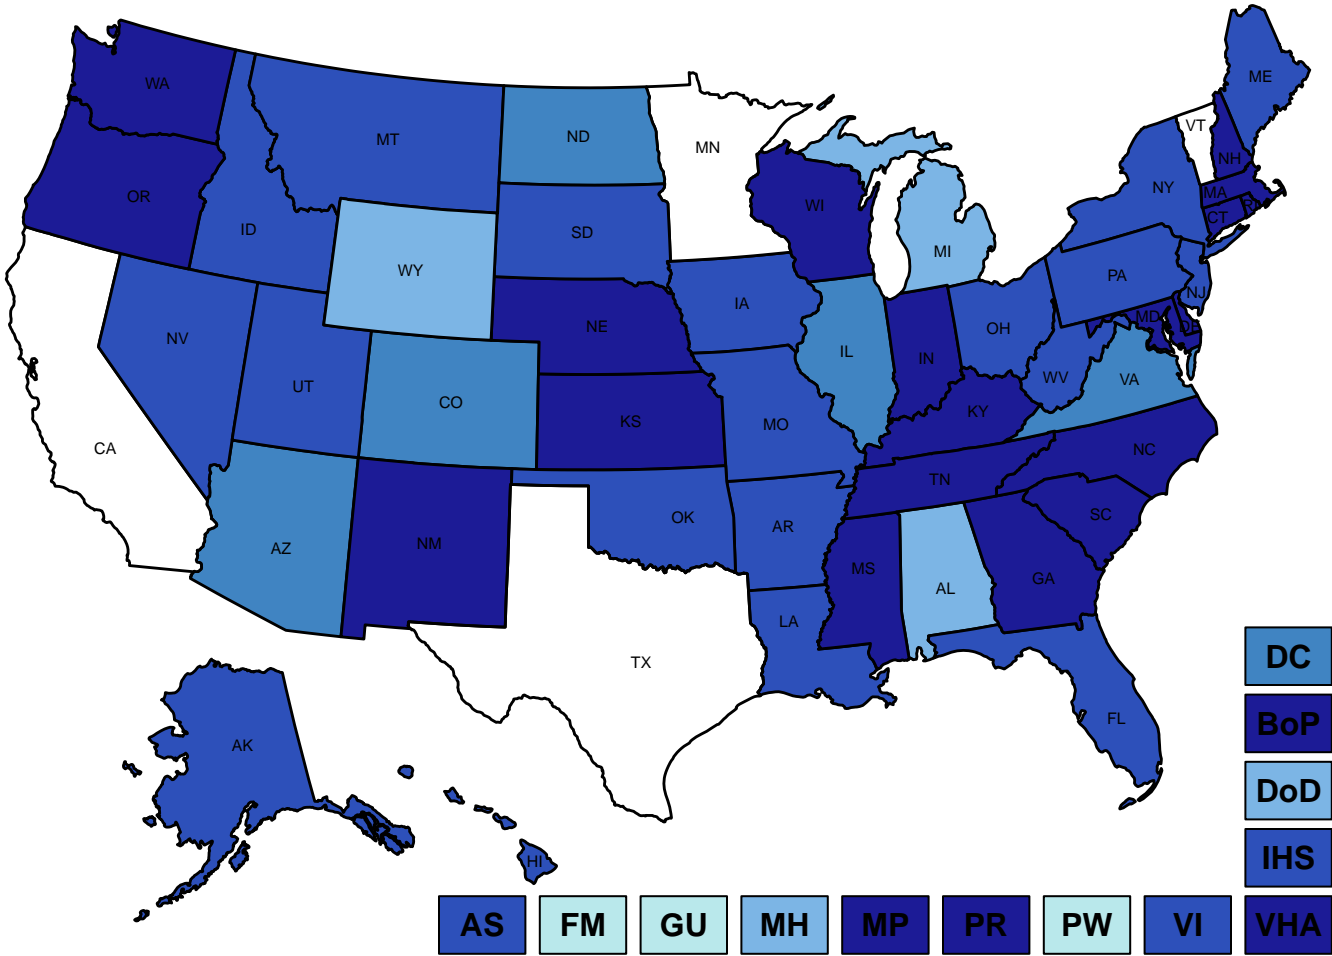 ME
WA
VT
MT
ND
MN
NH
NY
MA
OR
WI
RI
CT
ID
SD
MI
WY
PA
NJ
IA
MD
DE
NE
OH
NV
IL
IN
WV
VA
UT
CO
KY
KS
MO
CA
NC
TN
SC
OK
AR
NM
AZ
MS
GA
AL
LA
TX
DC
FL
BoP
AK
DoD
IHS
HI
AS FM GU MH MP PR PW VI VHA